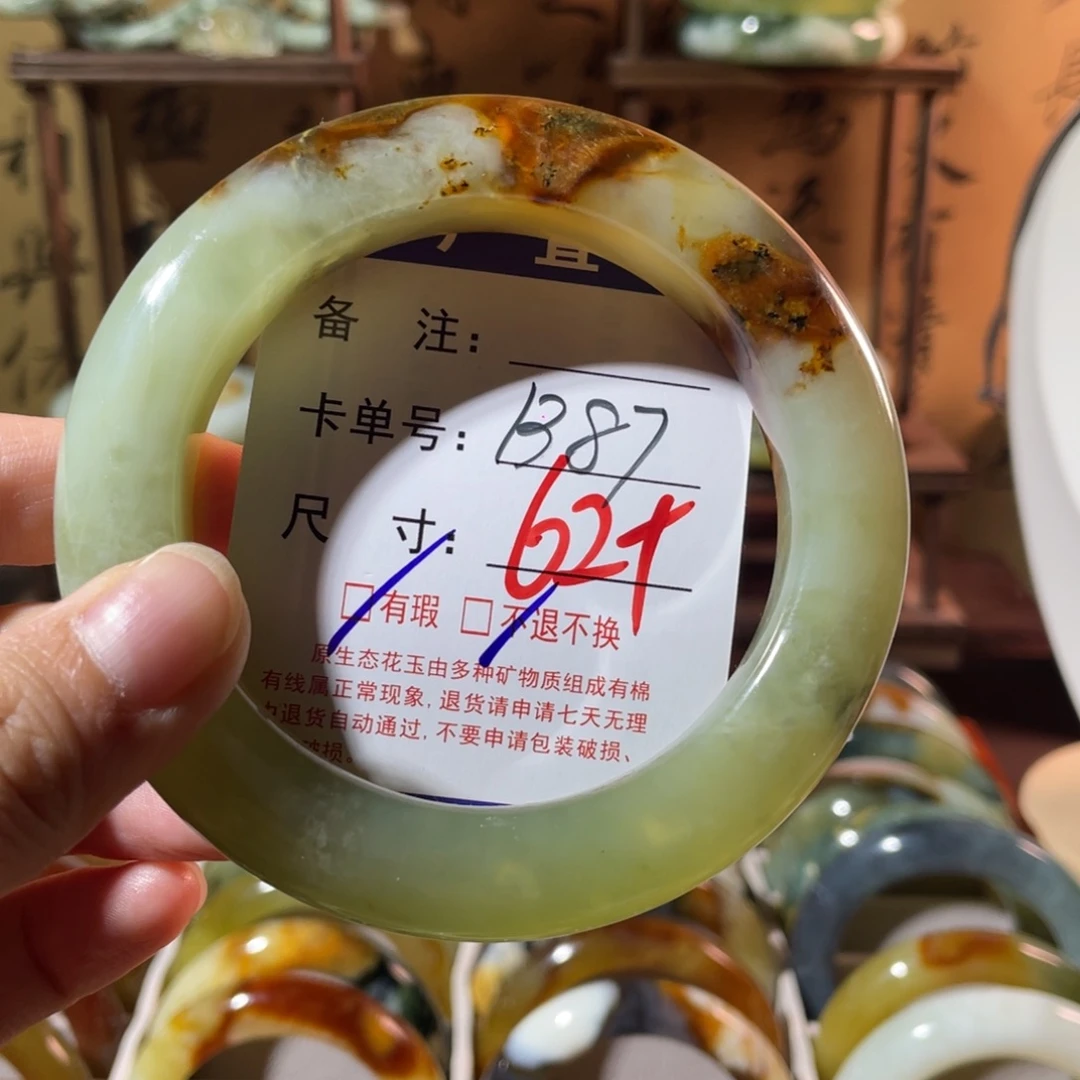 备 注：
卡单号：B87
尺 寸：62+
□有瑕 □不退不换
原生态花玉由多种矿物质组成有棉
有线属正常现象，退货请申请七天无理
退货自动通过，不要申请包装破损、
破损。